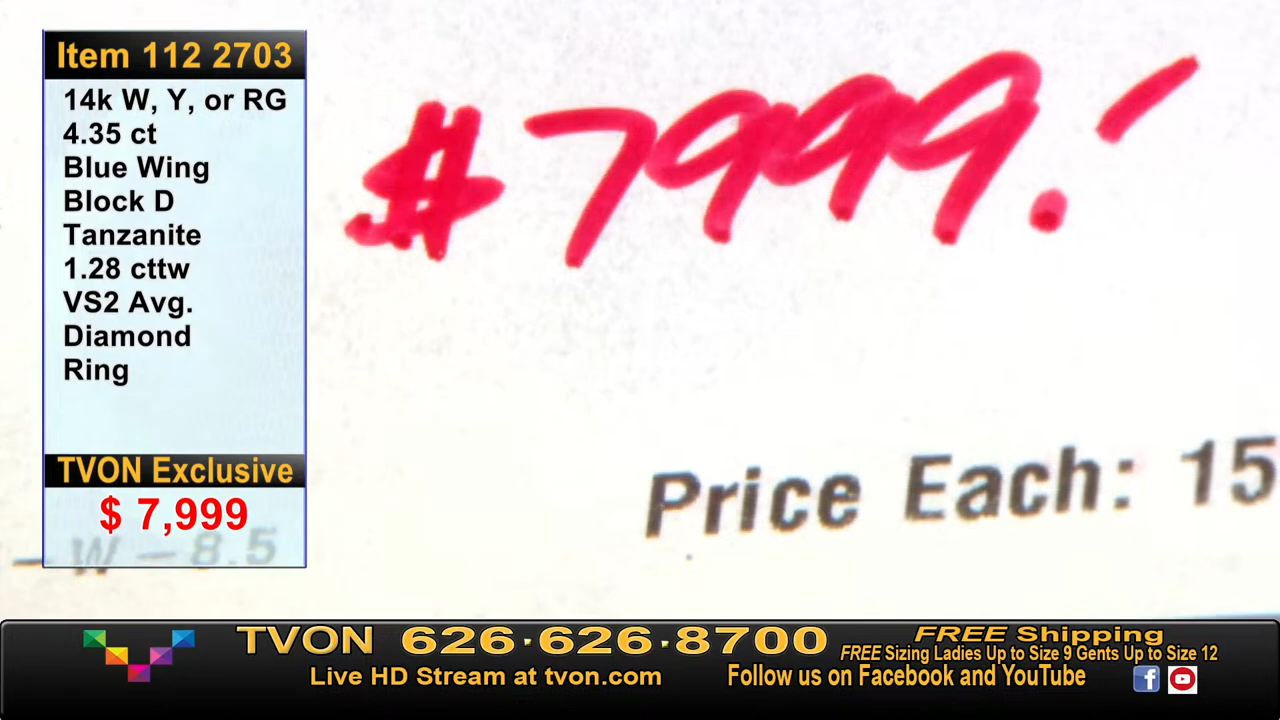 Item 112 2703
14k W, Y, or RG
4.35 ct
Blue Wing
Block D
Tanzanite
1.28 cttw
VS2 Avg.
Diamond
Ring
TVON Exclusive
$ 7,999
- W - 8.5
$7999.-
Price Each: 15
TVON 626·626·8700
Live HD Stream at tvon.com
FREE Shipping
FREE Sizing Ladies Up to Size 9 Gents Up to Size 12
Follow us on Facebook and YouTube